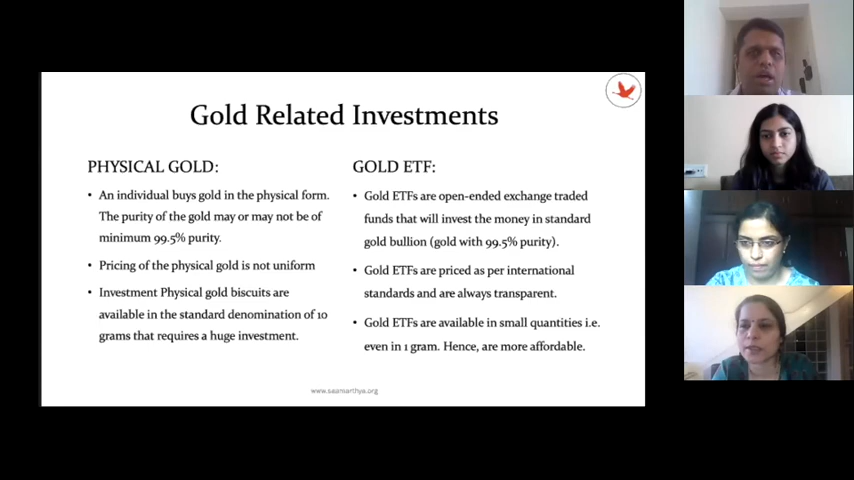 Gold Related Investments
PHYSICAL GOLD:
• An individual buys gold in the physical form.
The purity of the gold may or may not be of
minimum 99.5% purity.
• Pricing of the physical gold is not uniform
• Investment Physical gold biscuits are
available in the standard denomination of 10
grams that requires a huge investment.
GOLD ETF:
• Gold ETFs are open-ended exchange traded
funds that will invest the money in standard
gold bullion (gold with 99.5% purity).
• Gold ETFs are priced as per international
standards and are always transparent.
• Gold ETFs are available in small quantities i.e.
even in 1 gram. Hence, are more affordable.
www.saamarthya.org